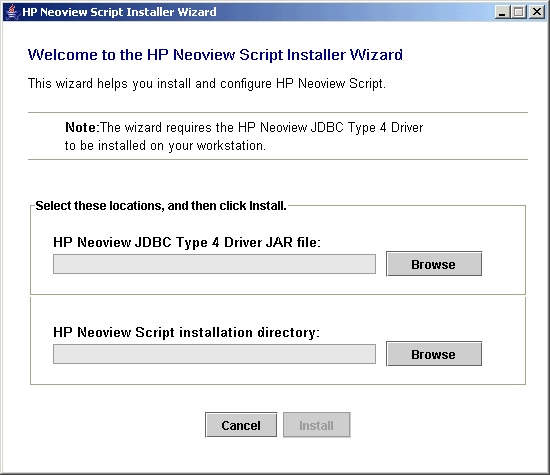 HP Neoview Script Installer Wizard
Welcome to the HP Neoview Script Installer Wizard
This wizard helps you install and configure HP Neoview Script.
Note:The wizard requires the HP Neoview JDBC Type 4 Driver
to be installed on your workstation.
Select these locations, and then click Install.
HP Neoview JDBC Type 4 Driver JAR file:
Browse
HP Neoview Script installation directory:
Browse
Cancel Install